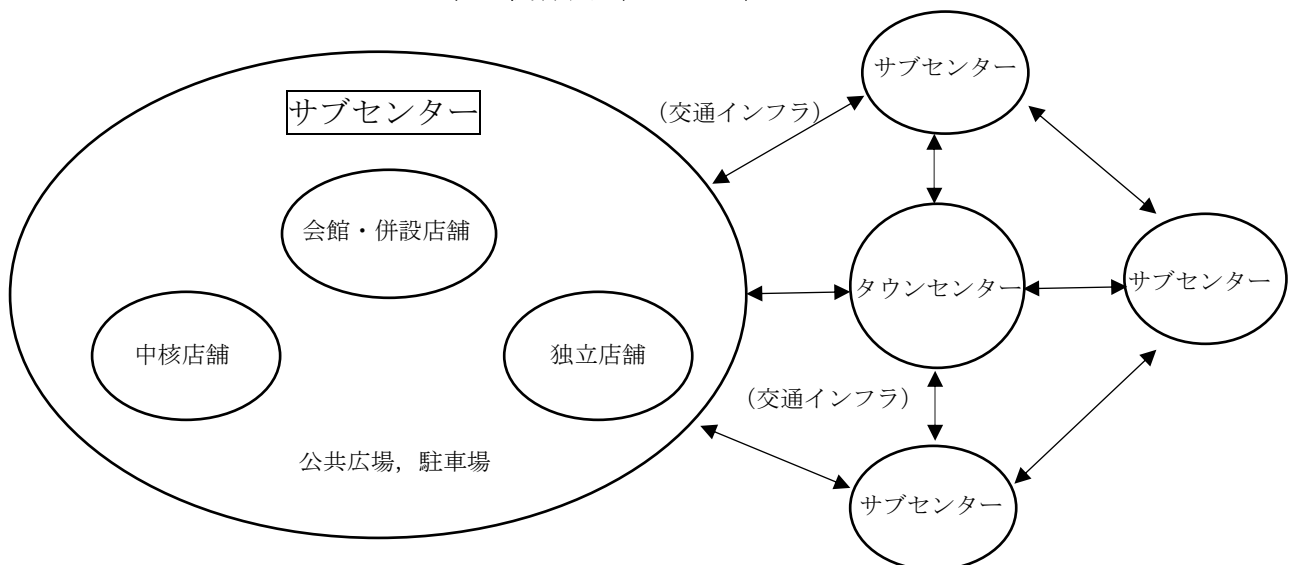 サブセンター
会館・併設店舗
中核店舗
独立店舗
公共広場，駐車場
（交通インフラ）
サブセンター
タウンセンター
サブセンター
（交通インフラ）
サブセンター